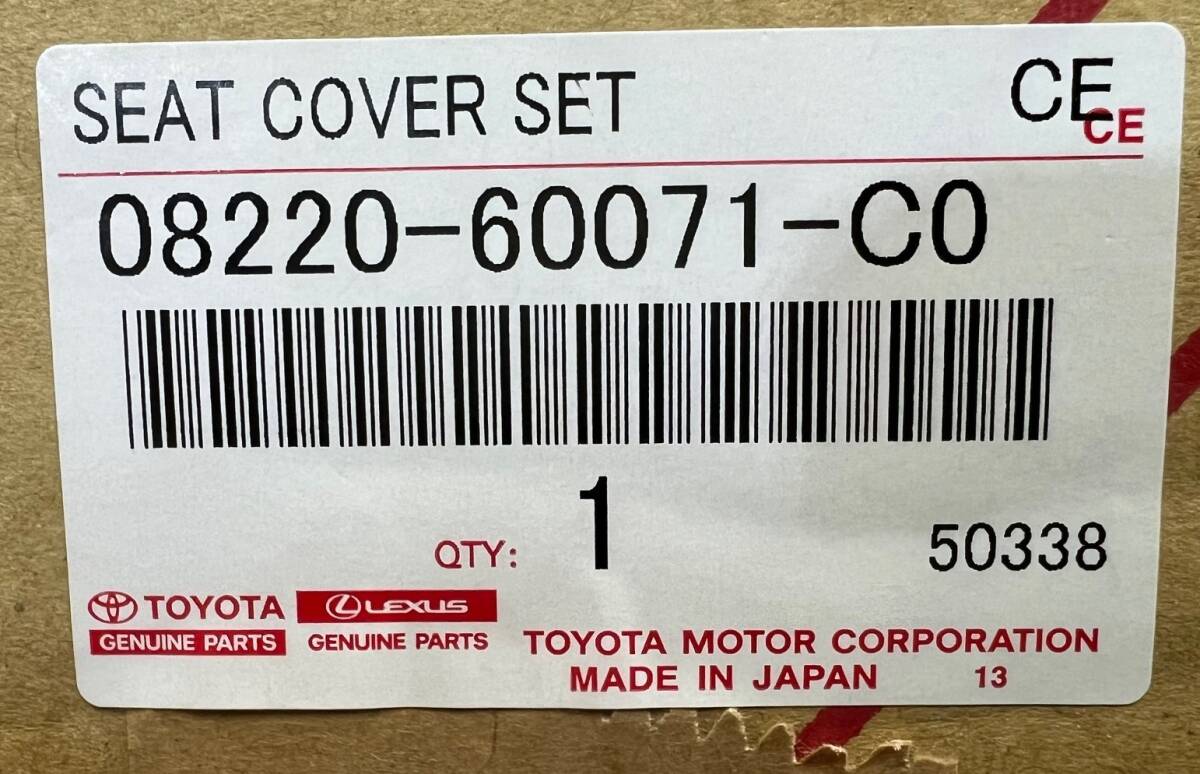 SEAT COVER SET CE
CE
08220-60071-C0
QTY: 1 50338
TOYOTA LEXUS
GENUINE PARTS GENUINE PARTS
TOYOTA MOTOR CORPORATION
MADE IN JAPAN 13